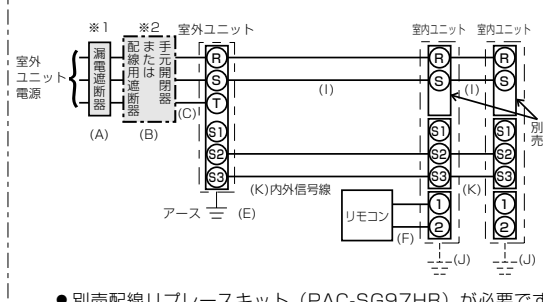 ※1
※2
室外ユニット
室内ユニット
室内ユニット
室外
ユニット
電源
漏電遮断器
手元開閉器
または
配線用遮断器
(A)
(B)
(C)
R
S
T
S1
S2
S3
(I)
R
S
S1
S2
S3
1
2
(I)
R
S
S1
S2
S3
1
2
別売
(K)内外信号線
(K)
アース
(E)
リモコン
(F)
(J)
(J)
●別売配線リプレースキット（PAC-SG97HR）が必要です